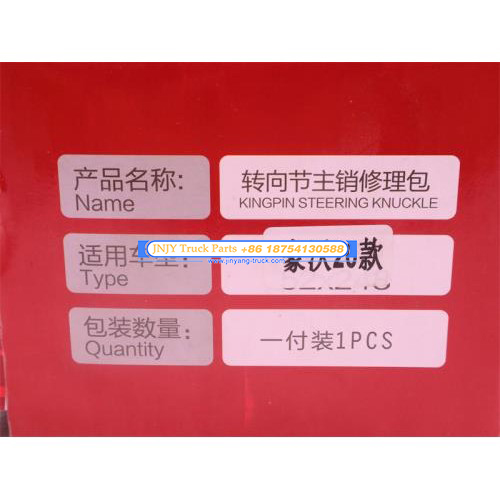 产品名称:
Name
转向节主销修理包
KINGPIN STEERING KNUCKLE
适用车型:
Type
豪沃20款
JNJY Truck Parts +86 18754130588
www.jinyang-truck.com
包装数量:
Quantity
一付装1PCS